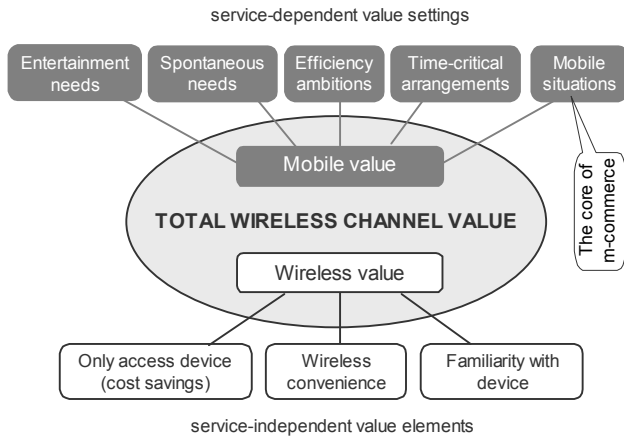 service-dependent value settings
Entertainment
needs
Spontaneous
needs
Efficiency
ambitions
Time-critical
arrangements
Mobile
situations
Mobile value
The core of
m-commerce
TOTAL WIRELESS CHANNEL VALUE
Wireless value
Only access device
(cost savings)
Wireless
convenience
Familiarity with
device
service-independent value elements